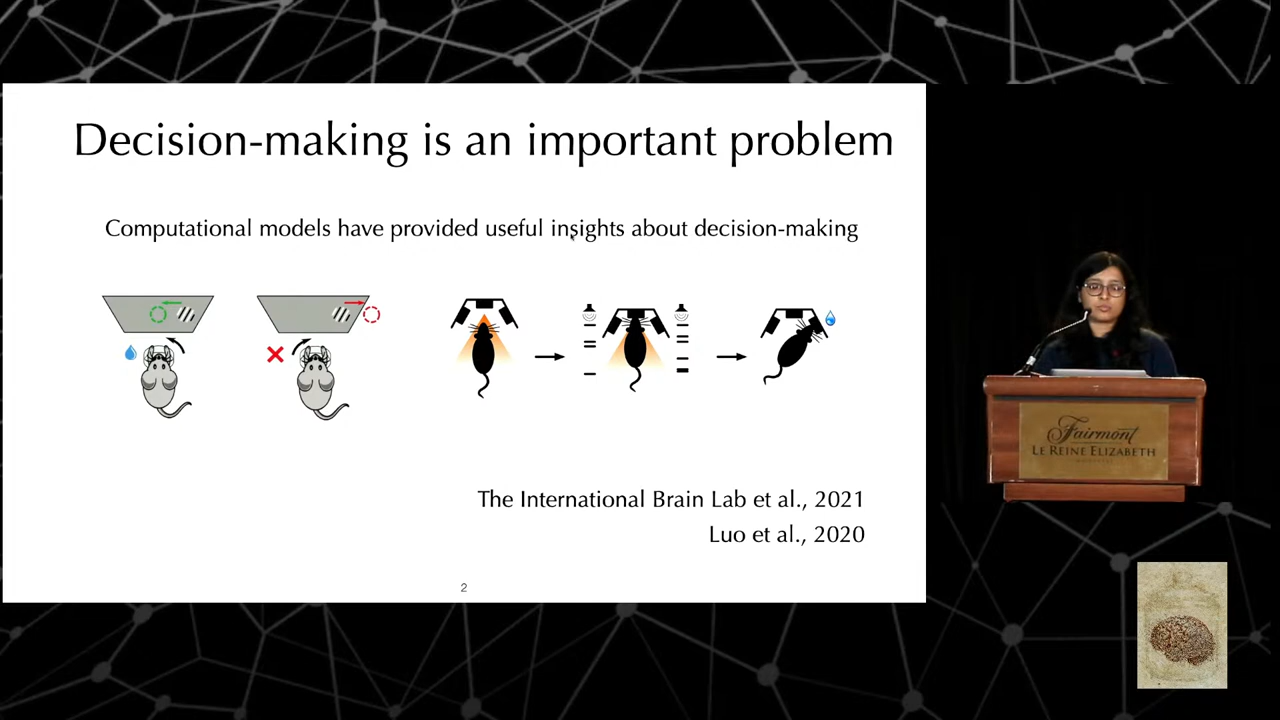 Decision-making is an important problem
Computational models have provided useful insights about decision-making
The International Brain Lab et al., 2021
Luo et al., 2020
2
Fairmont
LE REINE ELIZABETH